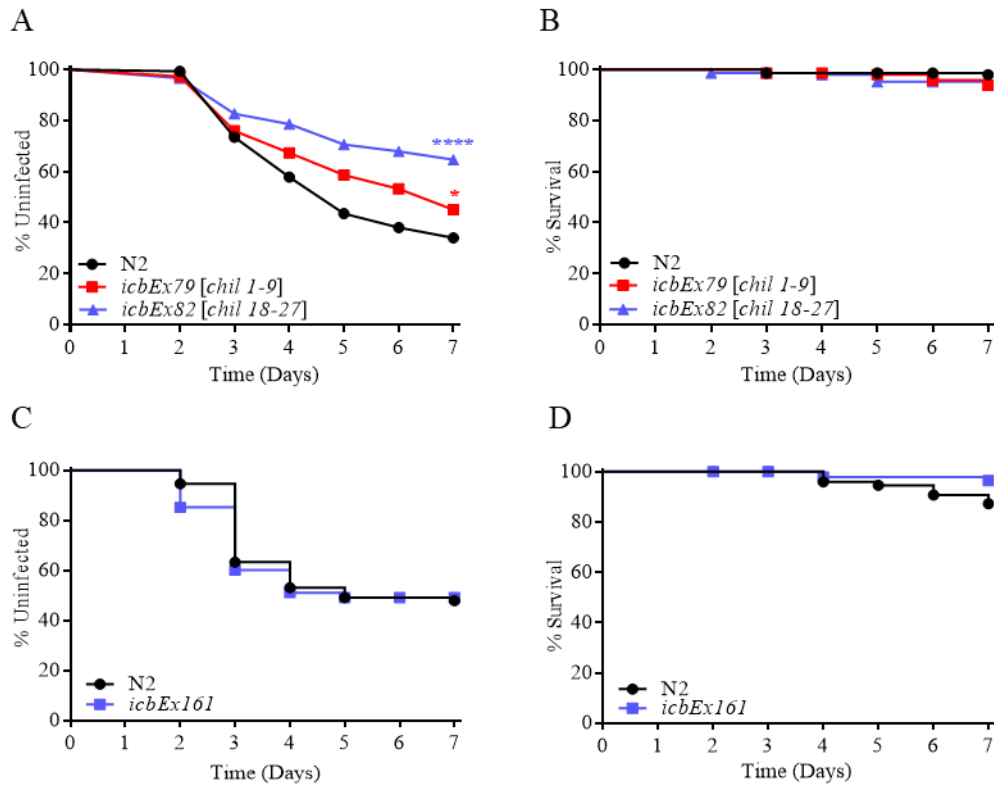 A
% Uninfected
100
80
60
40
20
0
****
*
N2
icbEx79 [chil 1-9]
icbEx82 [chil 18-27]
0 1 2 3 4 5 6 7
Time (Days)
B
% Survival
100
80
60
40
20
0
N2
icbEx79 [chil 1-9]
icbEx82 [chil 18-27]
0 1 2 3 4 5 6 7
Time (Days)
C
% Uninfected
100
80
60
40
20
0
N2
icbEx161
0 1 2 3 4 5 6 7
Time (Days)
D
% Survival
100
80
60
40
20
0
N2
icbEx161
0 1 2 3 4 5 6 7
Time (Days)